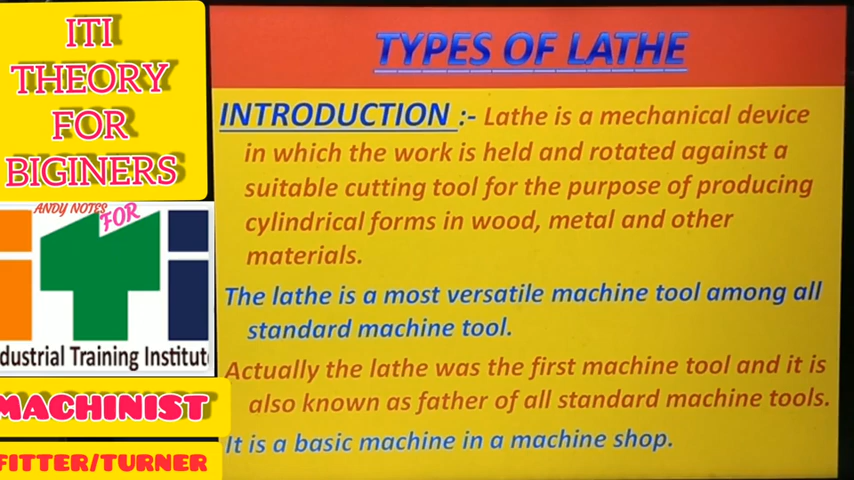 ITI
THEORY
FOR
BIGINERS
ANDY NOTES FOR
iTi
ndustrial Training Institut
MACHINIST
FITTER/TURNER
TYPES OF LATHE
INTRODUCTION :- Lathe is a mechanical device
in which the work is held and rotated against a
suitable cutting tool for the purpose of producing
cylindrical forms in wood, metal and other
materials.
The lathe is a most versatile machine tool among all
standard machine tool.
Actually the lathe was the first machine tool and it is
also known as father of all standard machine tools.
It is a basic machine in a machine shop.